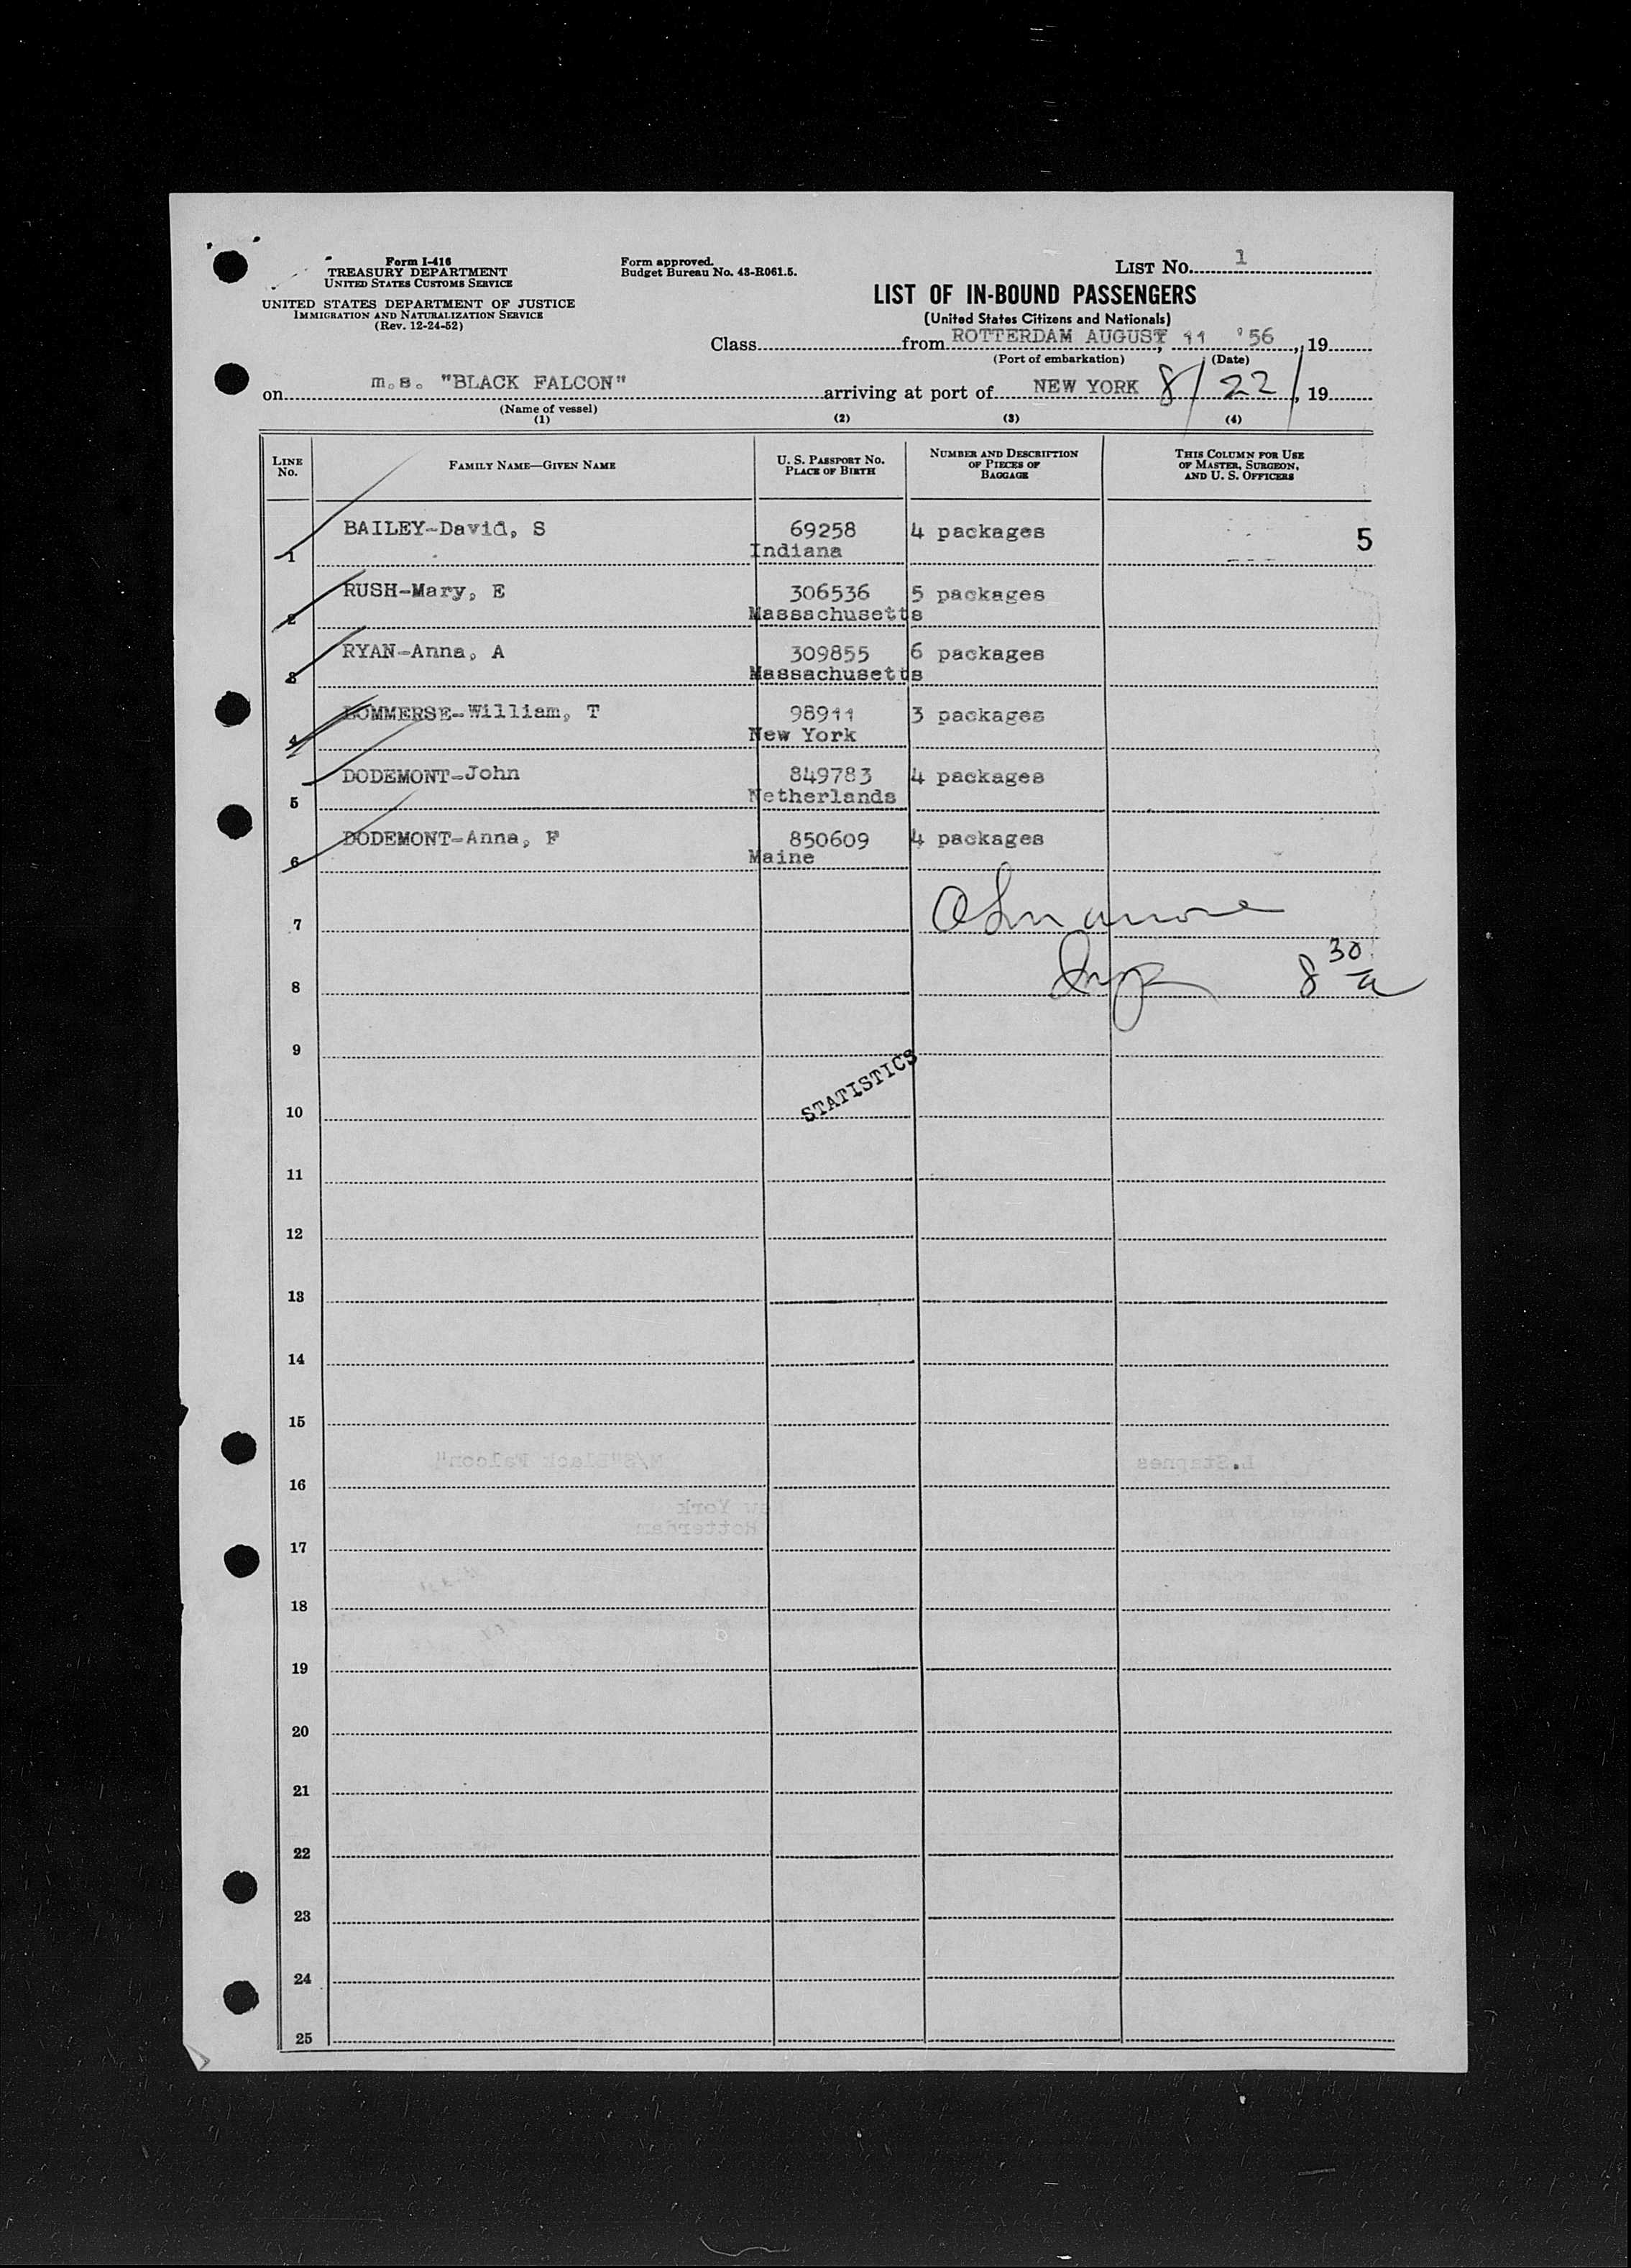 Form I-416
TREASURY DEPARTMENT
UNITED STATES CUSTOMS SERVICE
UNITED STATES DEPARTMENT OF JUSTICE
IMMIGRATION AND NATURALIZATION SERVICE
(Rev. 12-24-52)
Form approved.
Budget Bureau No. 43-R061.5.
LIST No. 1
LIST OF IN-BOUND PASSENGERS
(United States Citizens and Nationals)
Class from ROTTERDAM AUGUST, 11 '56, 19
(Port of embarkation) (Date)
on m.s. "BLACK FALCON" arriving at port of NEW YORK 8/22/, 19
(Name of vessel)
(1) (2) (3) (4)
LINE No. FAMILY NAME—GIVEN NAME U. S. PASSPORT No. PLACE OF BIRTH NUMBER AND DESCRIPTION OF PIECES OF BAGGAGE THIS COLUMN FOR USE OF MASTER, SURGEON, AND U. S. OFFICERS
1 BAILEY-David, S 69258 4 packages 5
Indiana
2 RUSH-Mary, E 306536 5 packages
Massachusetts
3 RYAN-Anna, A 309855 6 packages
Massachusetts
4 BOMMERSE-William, T 98911 3 packages
New York
5 DODEMONT-John 849783 4 packages
Netherlands
6 DODEMONT-Anna, F 850609 4 packages
Maine
7
8 8 30 a
9
STATISTICS
10
11
12
13
14
15
M/S"Black Falcon" L.Stapnes
16
New York
Rotterdam
17
18
19
20
21
22
23
24
25